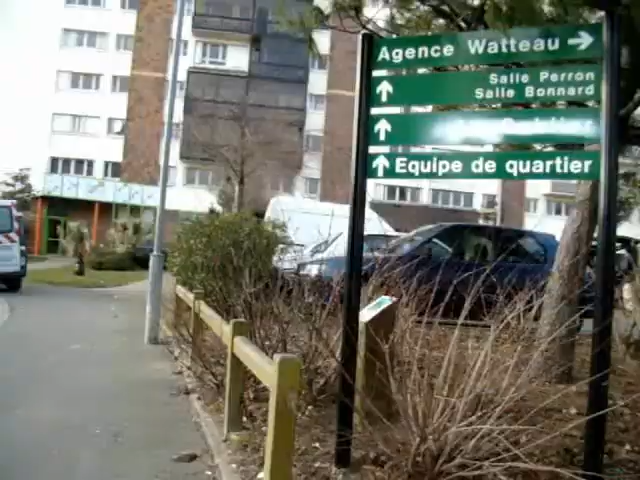 Agence Watteau →
Salle Perron
↑ Salle Bonnard
↑
↑ Equipe de quartier